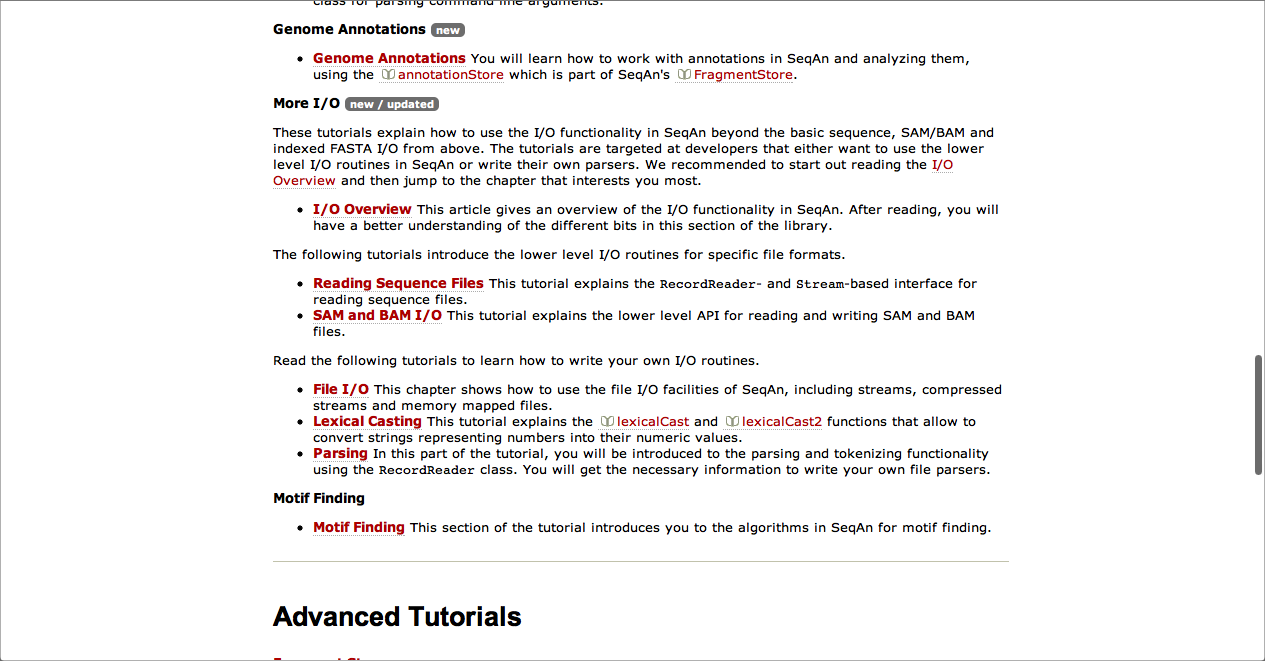 class for parsing command line arguments.
Genome Annotations new
• Genome Annotations You will learn how to work with annotations in SeqAn and analyzing them,
using the annotationStore which is part of SeqAn's FragmentStore.
More I/O new / updated
These tutorials explain how to use the I/O functionality in SeqAn beyond the basic sequence, SAM/BAM and
indexed FASTA I/O from above. The tutorials are targeted at developers that either want to use the lower
level I/O routines in SeqAn or write their own parsers. We recommended to start out reading the I/O
Overview and then jump to the chapter that interests you most.
• I/O Overview This article gives an overview of the I/O functionality in SeqAn. After reading, you will
have a better understanding of the different bits in this section of the library.
The following tutorials introduce the lower level I/O routines for specific file formats.
• Reading Sequence Files This tutorial explains the RecordReader- and Stream-based interface for
reading sequence files.
• SAM and BAM I/O This tutorial explains the lower level API for reading and writing SAM and BAM
files.
Read the following tutorials to learn how to write your own I/O routines.
• File I/O This chapter shows how to use the file I/O facilities of SeqAn, including streams, compressed
streams and memory mapped files.
• Lexical Casting This tutorial explains the lexicalCast and lexicalCast2 functions that allow to
convert strings representing numbers into their numeric values.
• Parsing In this part of the tutorial, you will be introduced to the parsing and tokenizing functionality
using the RecordReader class. You will get the necessary information to write your own file parsers.
Motif Finding
• Motif Finding This section of the tutorial introduces you to the algorithms in SeqAn for motif finding.
Advanced Tutorials